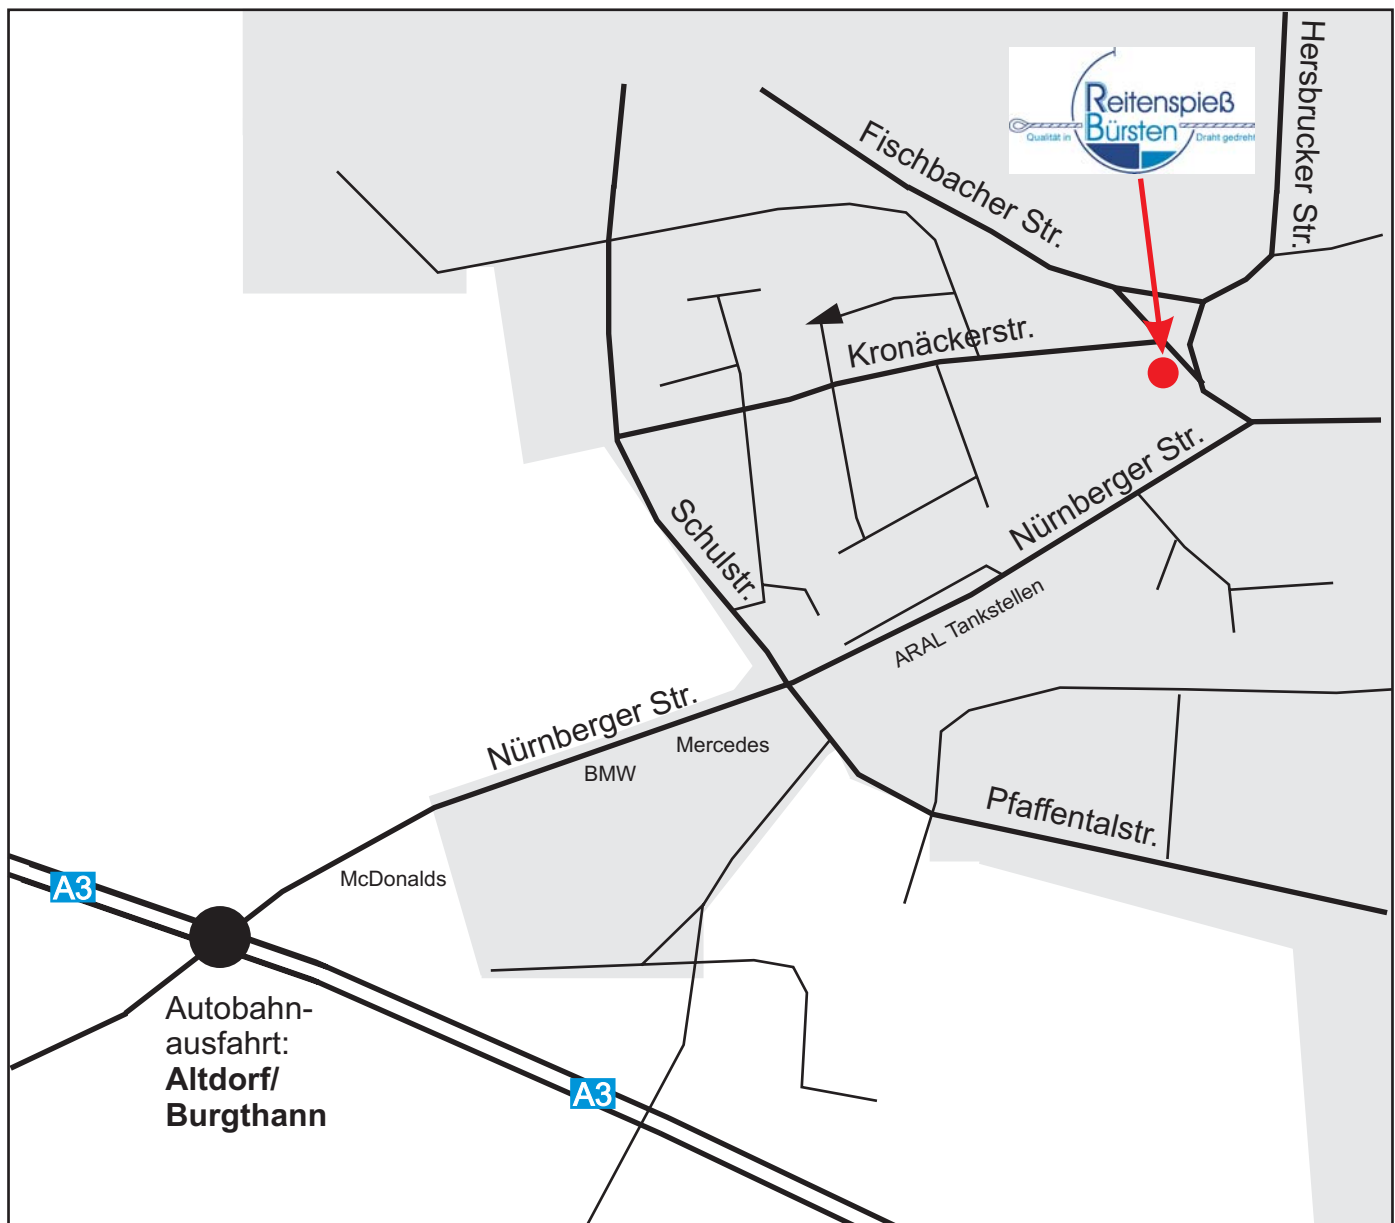 Hersbrucker Str.
Reitenspieß
Bürsten
Qualität in
Draht gedreht
Fischbacher Str.
Kronäckerstr.
Nürnberger Str.
Schulstr.
ARAL Tankstellen
Nürnberger Str.
Mercedes
BMW
Pfaffentalstr.
McDonalds
A3
Autobahn-
ausfahrt:
Altdorf/
Burgthann
A3